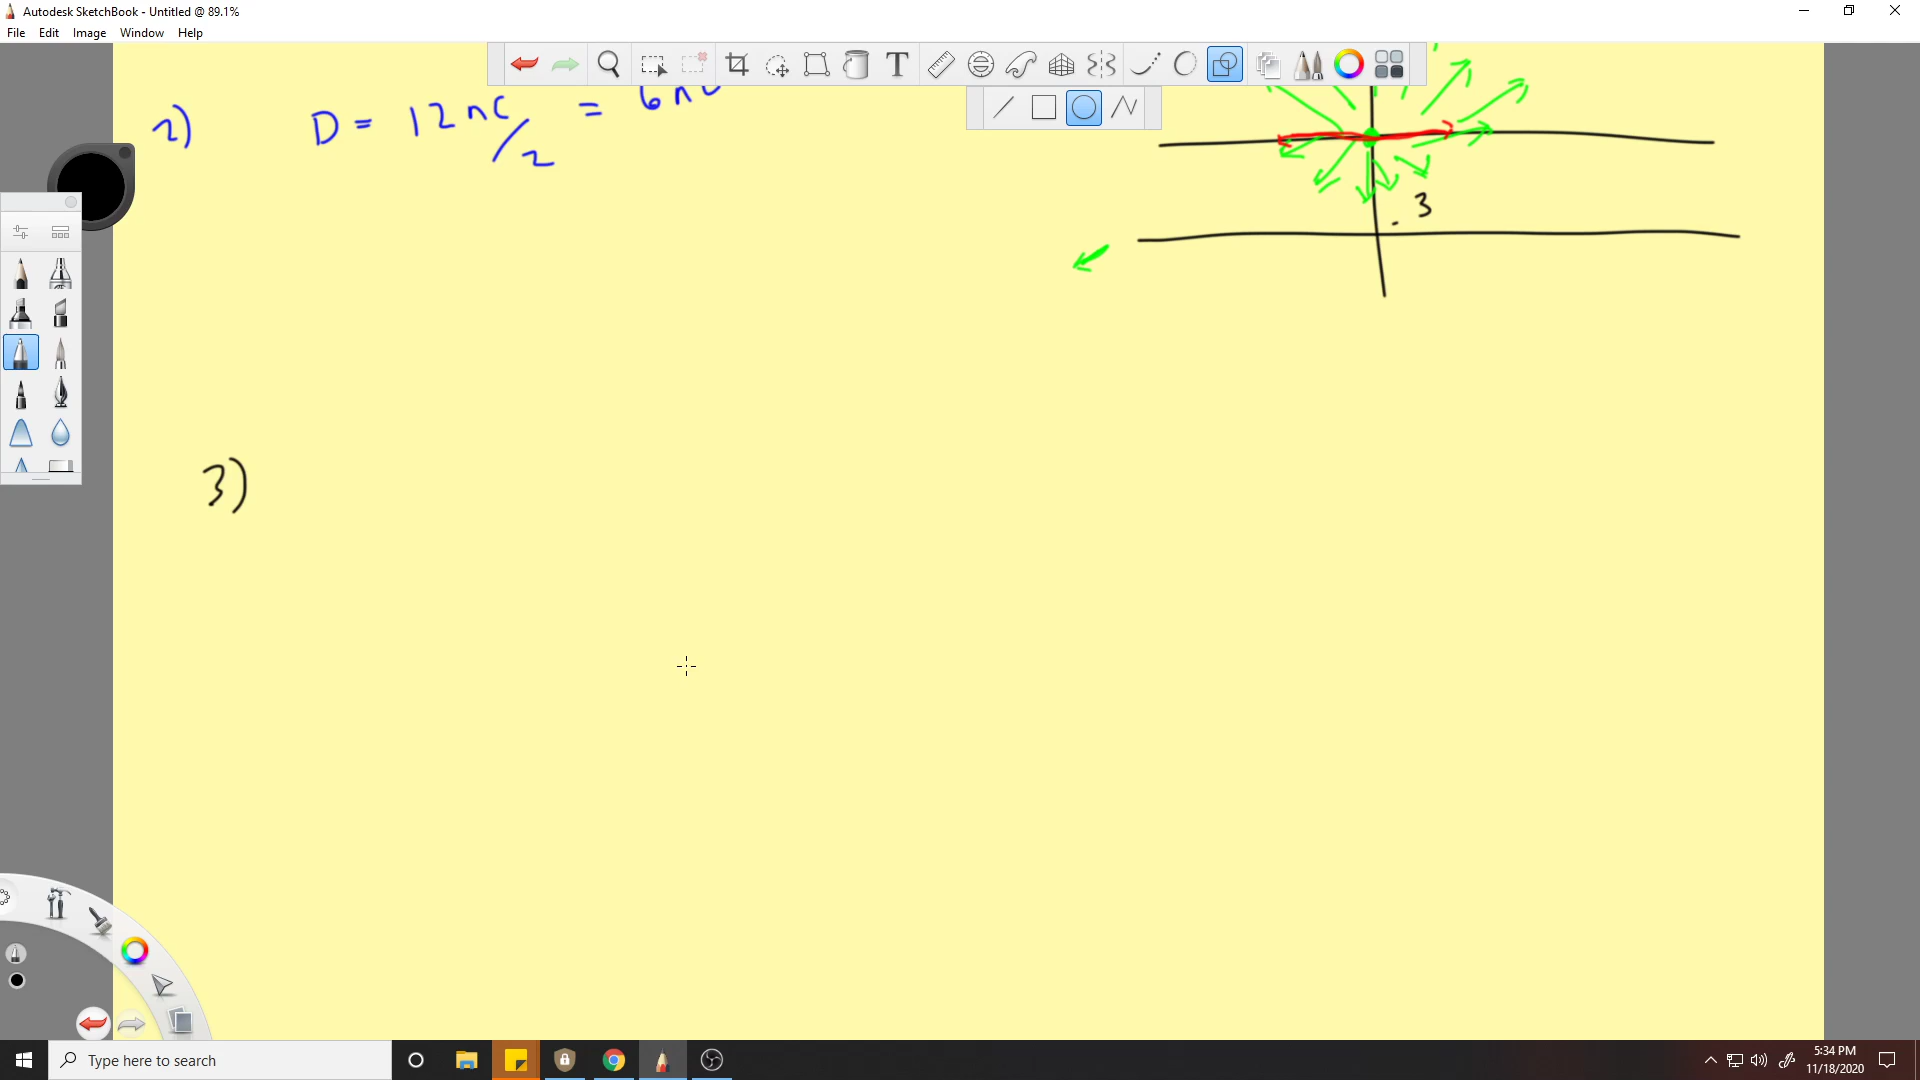 Autodesk SketchBook - Untitled @ 89.1%
File Edit Image Window Help
T
2) D = 12nC/2 = 6nC
. 3
3)
Type here to search
5:34 PM
11/18/2020